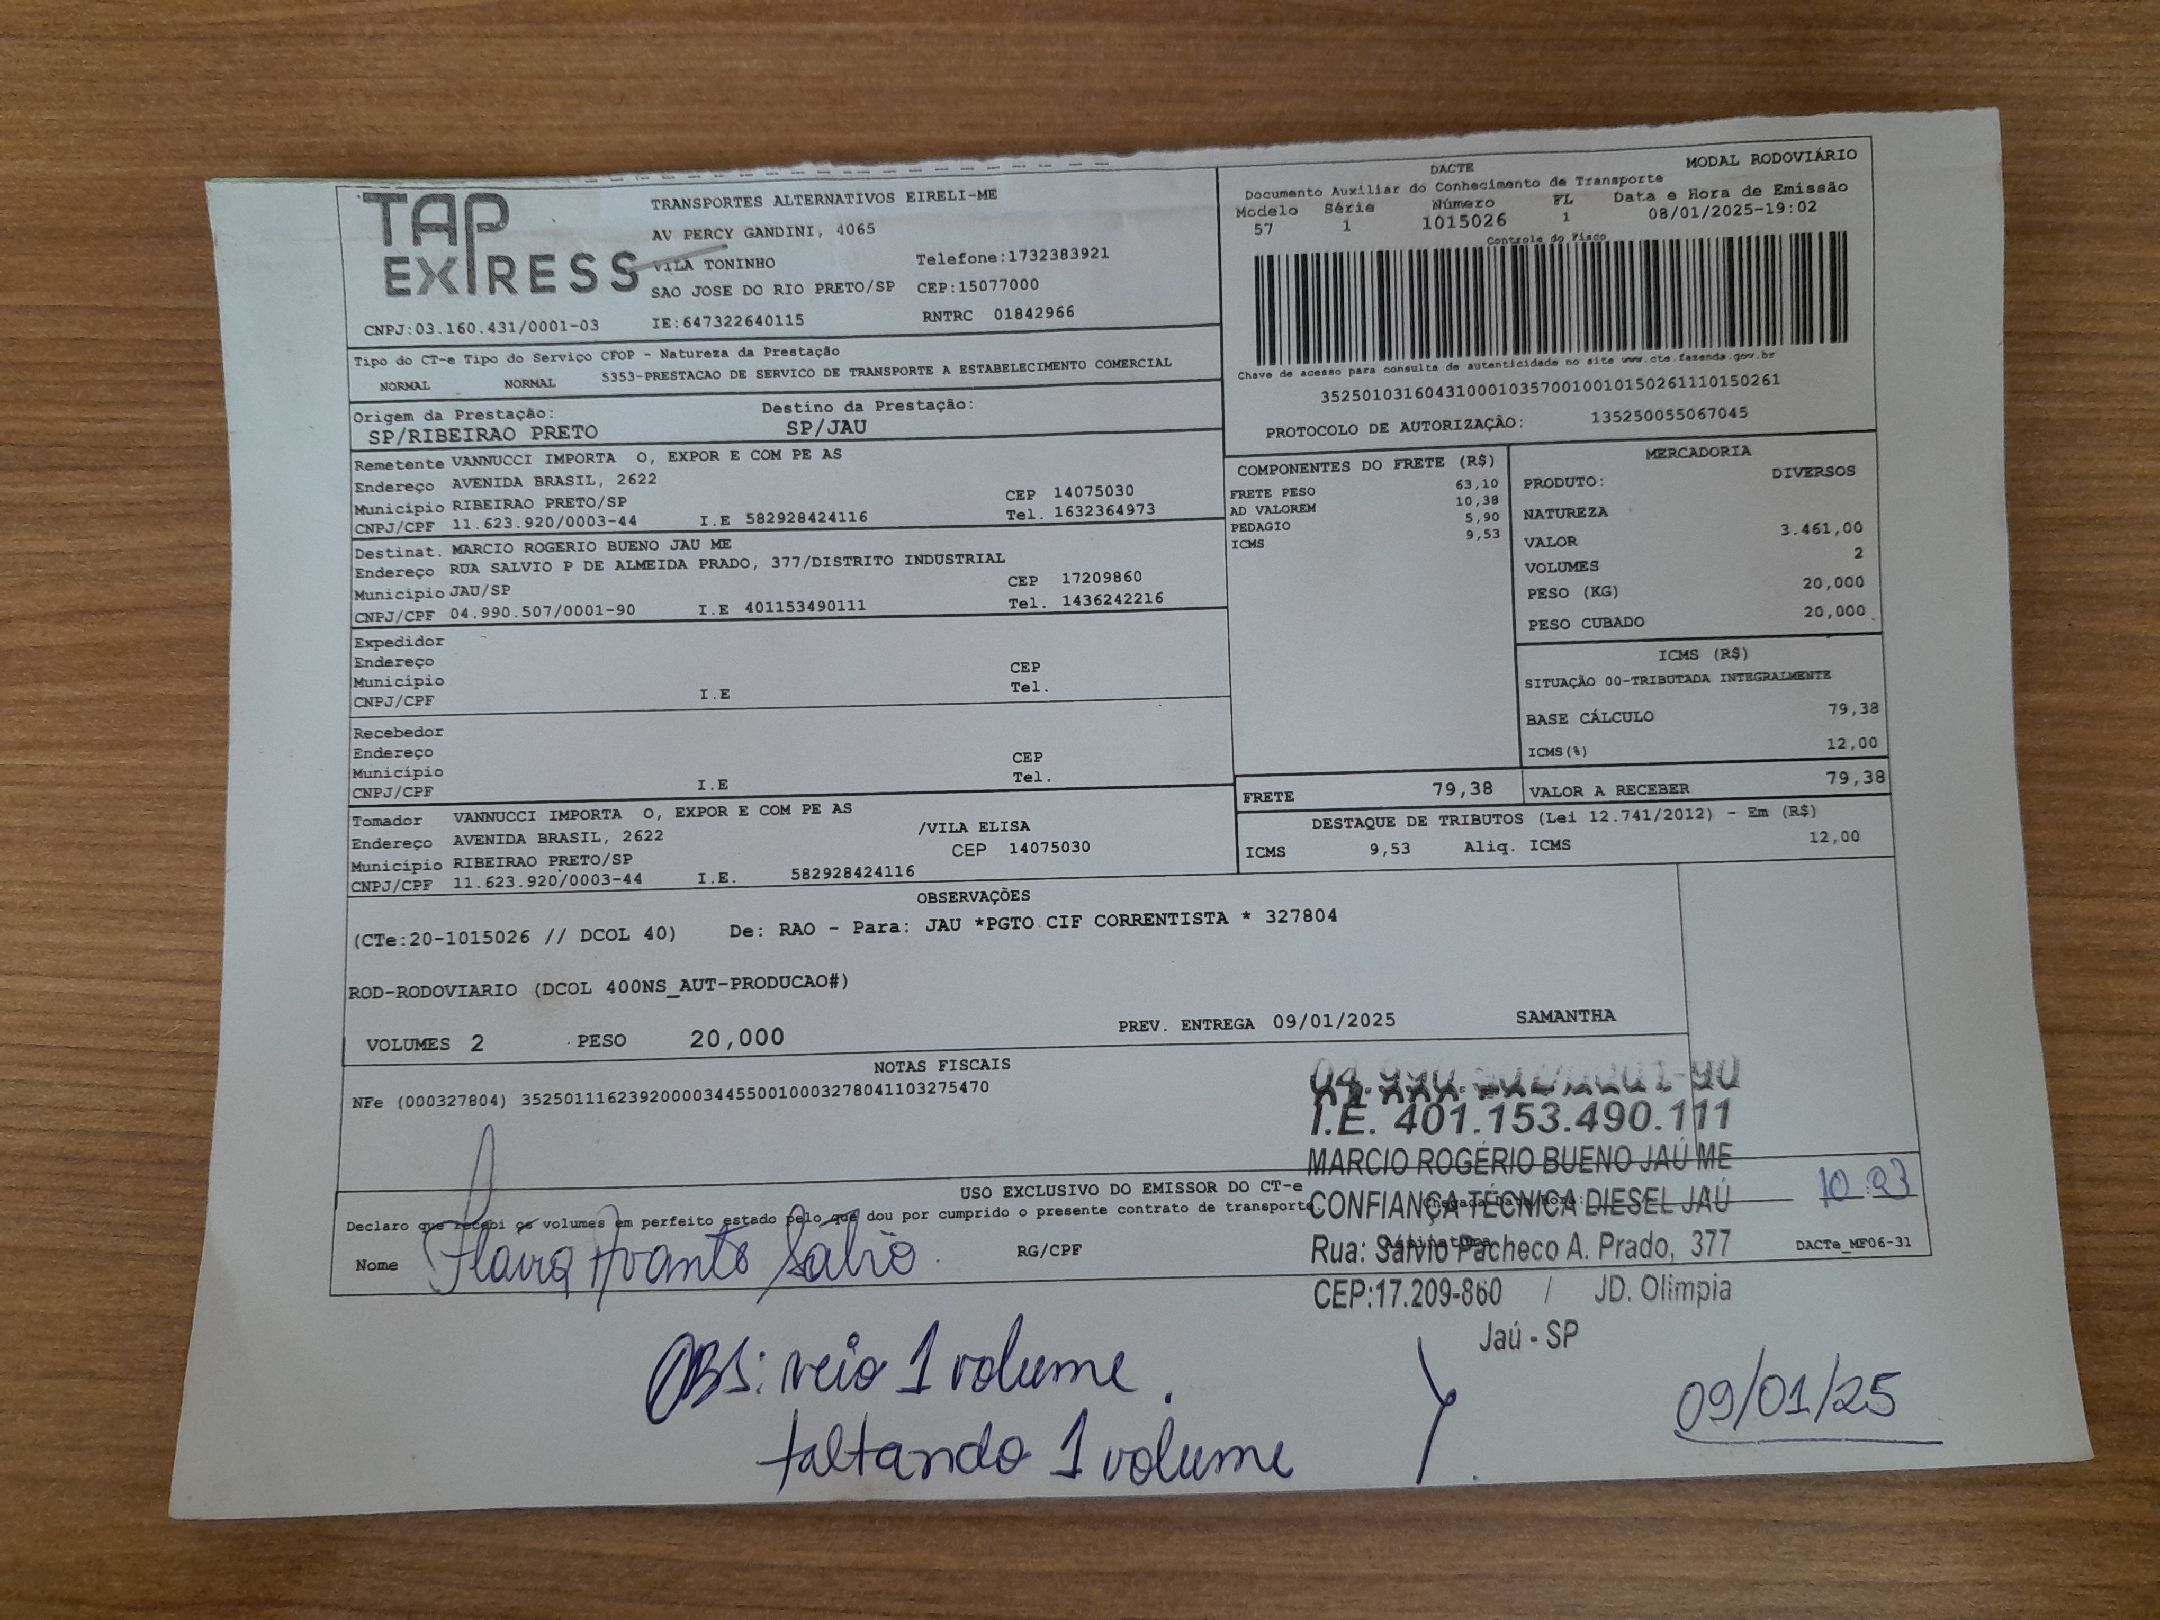 TAP
EXPRESS
TRANSPORTES ALTERNATIVOS EIRELI-ME
AV PERCY GANDINI, 4065
VILA TONINHO Telefone:1732383921
SAO JOSE DO RIO PRETO/SP CEP:15077000
CNPJ:03.160.431/0001-03 IE:647322640115 RNTRC 01842966
DACTE MODAL RODOVIÁRIO
Documento Auxiliar do Conhecimento de Transporte
Modelo Série Número FL Data e Hora de Emissão
57 1 1015026 1 08/01/2025-19:02
Controle do Fisco
Chave de acesso para consulta de autenticidade no site www.cte.fazenda.gov.br
35250103160431000103570010010150261110150261
PROTOCOLO DE AUTORIZAÇÃO: 135250055067045
Tipo do CT-e Tipo do Serviço CFOP - Natureza da Prestação
NORMAL NORMAL 5353-PRESTACAO DE SERVICO DE TRANSPORTE A ESTABELECIMENTO COMERCIAL
Origem da Prestação: Destino da Prestação:
SP/RIBEIRAO PRETO SP/JAU
Remetente VANNUCCI IMPORTA O, EXPOR E COM PE AS
Endereço AVENIDA BRASIL, 2622
Município RIBEIRAO PRETO/SP CEP 14075030
CNPJ/CPF 11.623.920/0003-44 I.E 582928424116 Tel. 1632364973
Destinat. MARCIO ROGERIO BUENO JAU ME
Endereço RUA SALVIO P DE ALMEIDA PRADO, 377/DISTRITO INDUSTRIAL
Município JAU/SP CEP 17209860
CNPJ/CPF 04.990.507/0001-90 I.E 401153490111 Tel. 1436242216
Expedidor
Endereço
Município CEP
CNPJ/CPF I.E Tel.
Recebedor
Endereço
Município CEP
CNPJ/CPF I.E Tel.
Tomador VANNUCCI IMPORTA O, EXPOR E COM PE AS
Endereço AVENIDA BRASIL, 2622 /VILA ELISA
Município RIBEIRAO PRETO/SP CEP 14075030
CNPJ/CPF 11.623.920/0003-44 I.E. 582928424116
COMPONENTES DO FRETE (R$)
FRETE PESO 63,10
AD VALOREM 10,38
PEDAGIO 5,90
ICMS 9,53
MERCADORIA
PRODUTO: DIVERSOS
NATUREZA
VALOR 3.461,00
VOLUMES 2
PESO (KG) 20,000
PESO CUBADO 20,000
ICMS (R$)
SITUAÇÃO 00-TRIBUTADA INTEGRALMENTE
BASE CÁLCULO 79,38
ICMS(%) 12,00
FRETE 79,38 VALOR A RECEBER 79,38
DESTAQUE DE TRIBUTOS (Lei 12.741/2012) - Em (R$)
ICMS 9,53 Aliq. ICMS 12,00
OBSERVAÇÕES
(CTe:20-1015026 // DCOL 40) De: RAO - Para: JAU *PGTO CIF CORRENTISTA * 327804
ROD-RODOVIARIO (DCOL 400NS_AUT-PRODUCAO#)
VOLUMES 2 PESO 20,000 PREV. ENTREGA 09/01/2025 SAMANTHA
NOTAS FISCAIS
NFe (000327804) 35250111623920000344550010003278041103275470
04.990.507/0001-90
I.E. 401.153.490.111
MARCIO ROGÉRIO BUENO JAÚ ME
CONFIANÇA TÉCNICA DIESEL JAÚ
Rua: Salvio Pacheco A. Prado, 377
CEP:17.209-860 / JD. Olimpia
Jaú - SP
USO EXCLUSIVO DO EMISSOR DO CT-e
Declaro que recebi os volumes em perfeito estado pelo que dou por cumprido o presente contrato de transporte
Nome RG/CPF DACTe_MF06-31
OBS: veio 1 volume.
faltando 1 volume
09/01/25